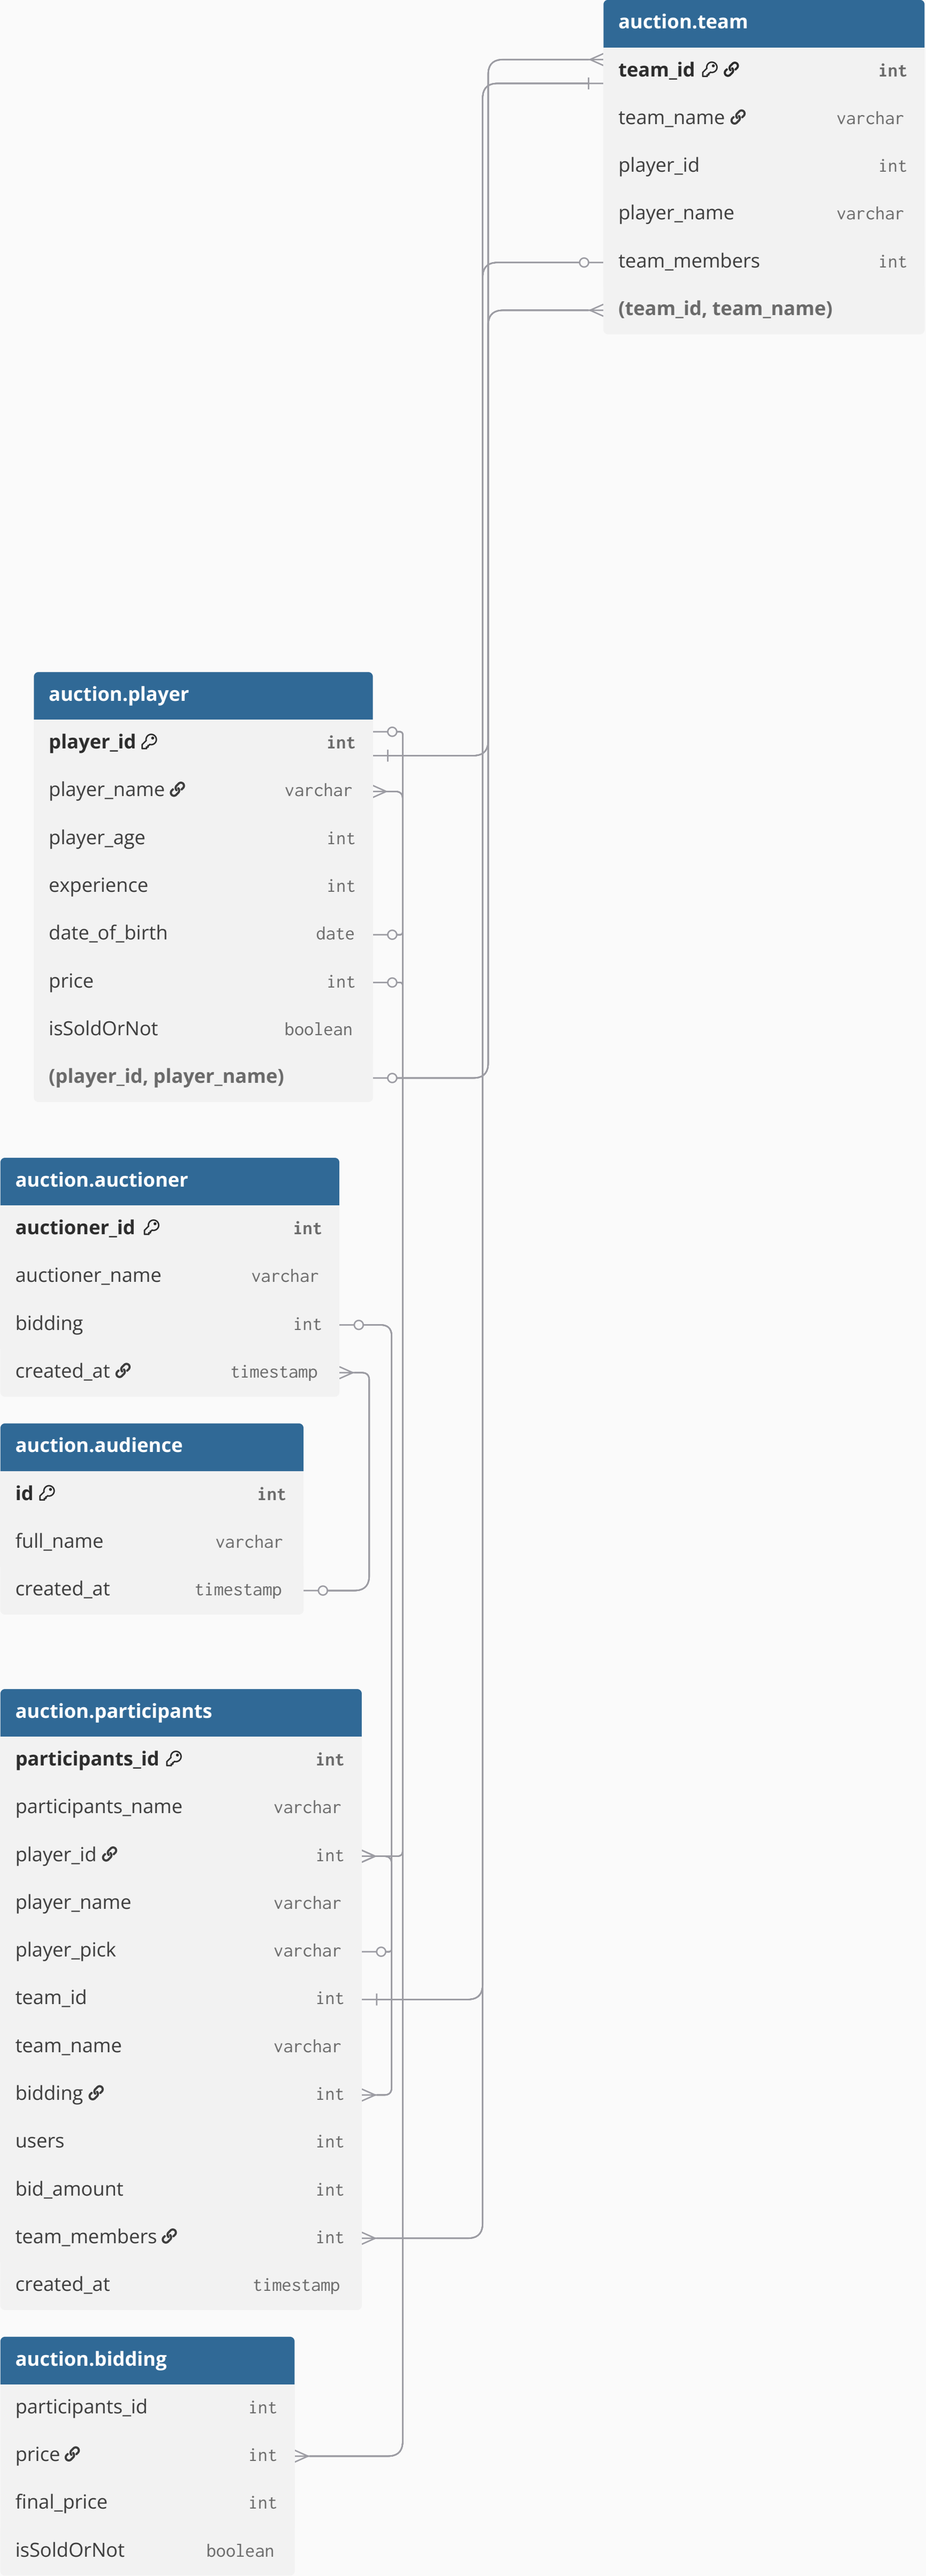 auction.team
team_id int
team_name varchar
player_id int
player_name varchar
team_members int
(team_id, team_name)
auction.player
player_id int
player_name varchar
player_age int
experience int
date_of_birth date
price int
isSoldOrNot boolean
(player_id, player_name)
auction.auctioner
auctioner_id int
auctioner_name varchar
bidding int
created_at timestamp
auction.audience
id int
full_name varchar
created_at timestamp
auction.participants
participants_id int
participants_name varchar
player_id int
player_name varchar
player_pick varchar
team_id int
team_name varchar
bidding int
users int
bid_amount int
team_members int
created_at timestamp
auction.bidding
participants_id int
price int
final_price int
isSoldOrNot boolean